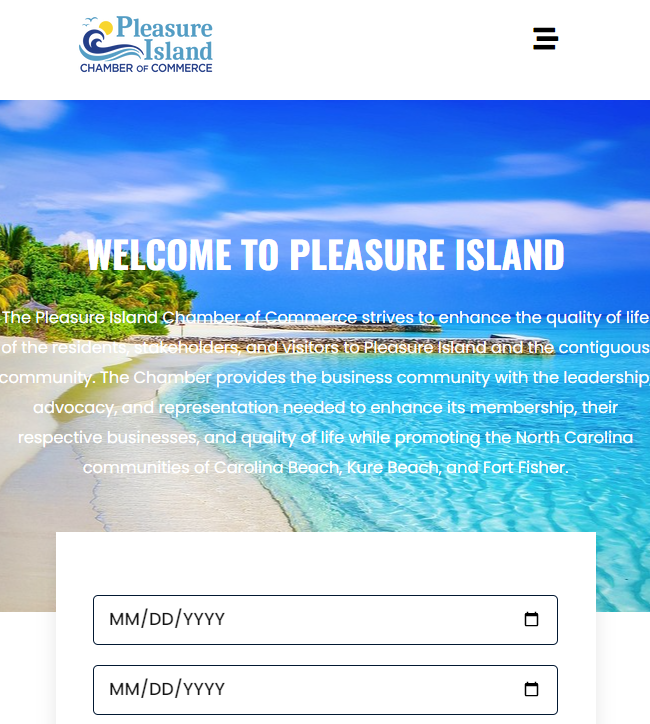 Pleasure
Island
CHAMBER OF COMMERCE
WELCOME TO PLEASURE ISLAND
The Pleasure Island Chamber of Commerce strives to enhance the quality of life
of the residents, stakeholders, and visitors to Pleasure Island and the contiguous
community. The Chamber provides the business community with the leadership,
advocacy, and representation needed to enhance its membership, their
respective businesses, and quality of life while promoting the North Carolina
communities of Carolina Beach, Kure Beach, and Fort Fisher.
MM/DD/YYYY
MM/DD/YYYY